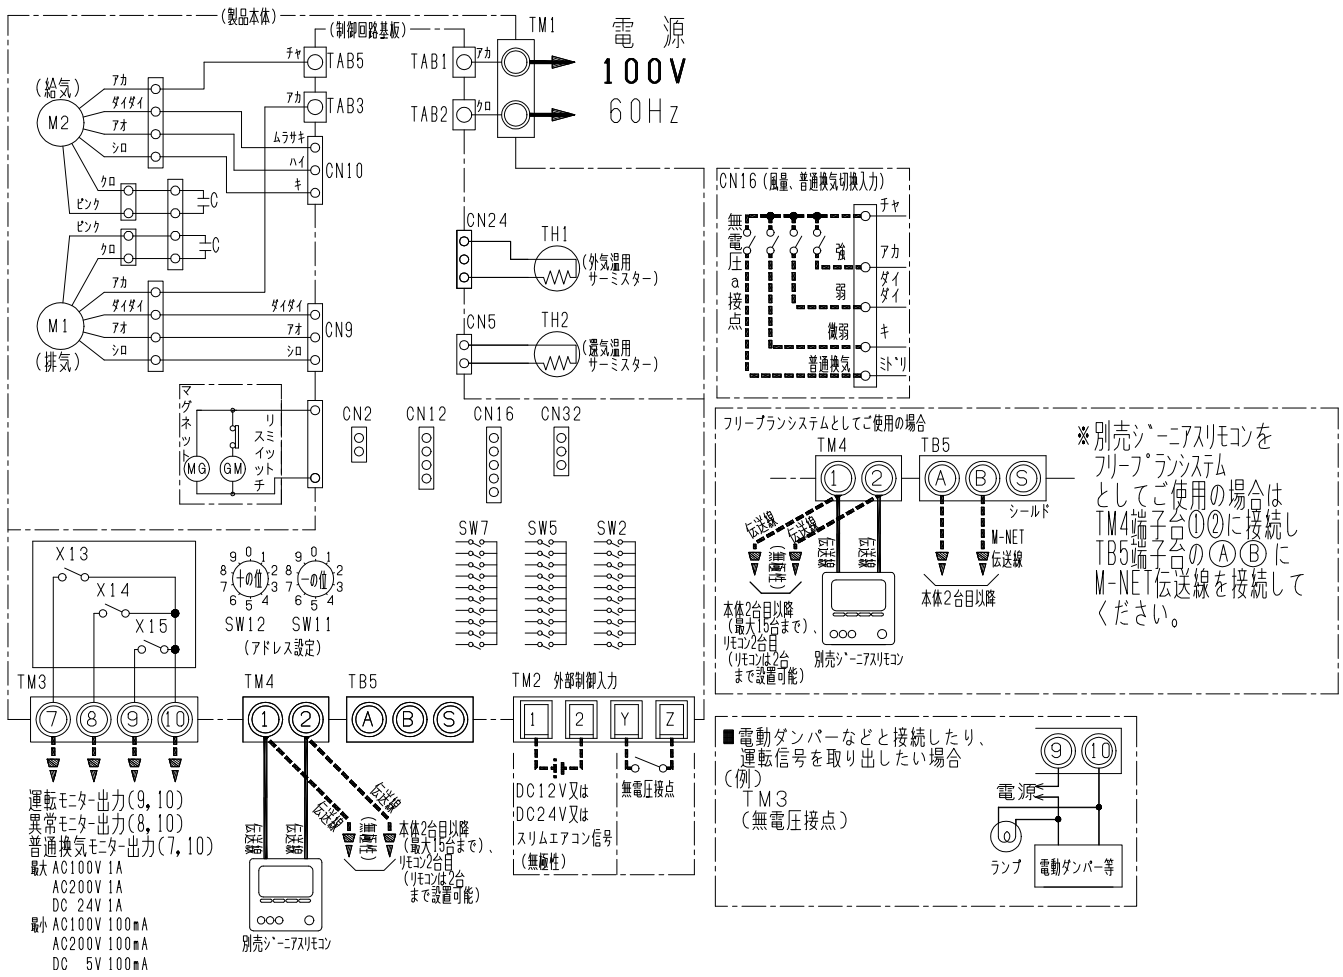 (製品本体)
(制御回路基板)
TM1
電 源
100V
60Hz
チャ
TAB5
TAB1
アカ
アカ
TAB3
TAB2
クロ
(給気)
M2
アカ
ダイダイ
アオ
シロ
クロ
ピンク
C
ムラサキ
ハイ
キ
CN10
ピンク
クロ
C
アカ
ダイダイ
アオ
シロ
M1
(排気)
ダイダイ
アオ
シロ
CN9
CN24
TH1
(外気温用
サーミスター)
CN5
TH2
(還気温用
サーミスター)
マグネット
リミット
スイッチ
MG
GM
CN2
CN12
CN16
CN32
SW7
SW5
SW2
CN16(風量、普通換気切換入力)
無電圧a接点
チャ
強
アカ
弱
ダイダイ
微弱
キ
普通換気
ミドリ
フリープランシステムとしてご使用の場合
TM4
TB5
1
2
A
B
S
シールド
伝送線
伝送線
伝送線
伝送線
(無極性)
M-NET
伝送線
本体2台目以降
本体2台目以降
(最大15台まで)、
リモコン2台目
(リモコンは2台
まで設置可能)
別売ジーニアスリモコン
※別売ジーニアスリモコンを
フリープランシステム
としてご使用の場合は
TM4端子台①②に接続し
TB5端子台のⒶⒷに
M-NET伝送線を接続して
ください。
X13
X14
X15
0 1 2 3 4 5 6 7 8 9
十の位
SW12
0 1 2 3 4 5 6 7 8 9
一の位
SW11
(アドレス設定)
TM3
7
8
9
10
TM4
1
2
TB5
A
B
S
TM2 外部制御入力
1
2
Y
Z
運転モニター出力(9,10)
異常モニター出力(8,10)
普通換気モニター出力(7,10)
最大 AC100V 1A
AC200V 1A
DC 24V 1A
最小 AC100V 100mA
AC200V 100mA
DC 5V 100mA
伝送線
伝送線
伝送線
伝送線
(無極性)
本体2台目以降
(最大15台まで)、
リモコン2台目
(リモコンは2台
まで設置可能)
別売ジーニアスリモコン
DC12V又は
DC24V又は
スリムエアコン信号
(無極性)
無電圧接点
■電動ダンパーなどと接続したり、
運転信号を取り出したい場合
(例)
TM3
(無電圧接点)
9
10
電源
ランプ
電動ダンパー等